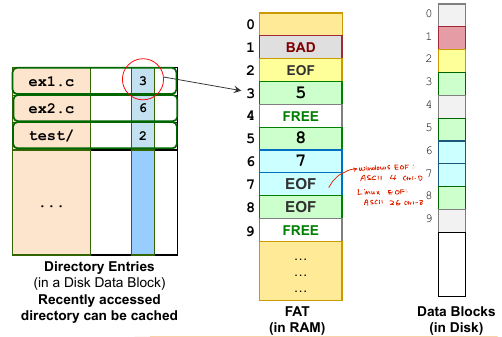 ex1.c 3
ex2.c 6
test/ 2
...
Directory Entries
(in a Disk Data Block)
Recently accessed
directory can be cached
0
1 BAD
2 EOF
3 5
4 FREE
5 8
6 7
7 EOF
8 EOF
9 FREE
...
...
...
FAT
(in RAM)
windows EOF:
ASCII 4 Ctrl-D
Linux EOF:
ASCII 26 Ctrl-Z
0
1
2
3
4
5
6
7
8
9
Data Blocks
(in Disk)